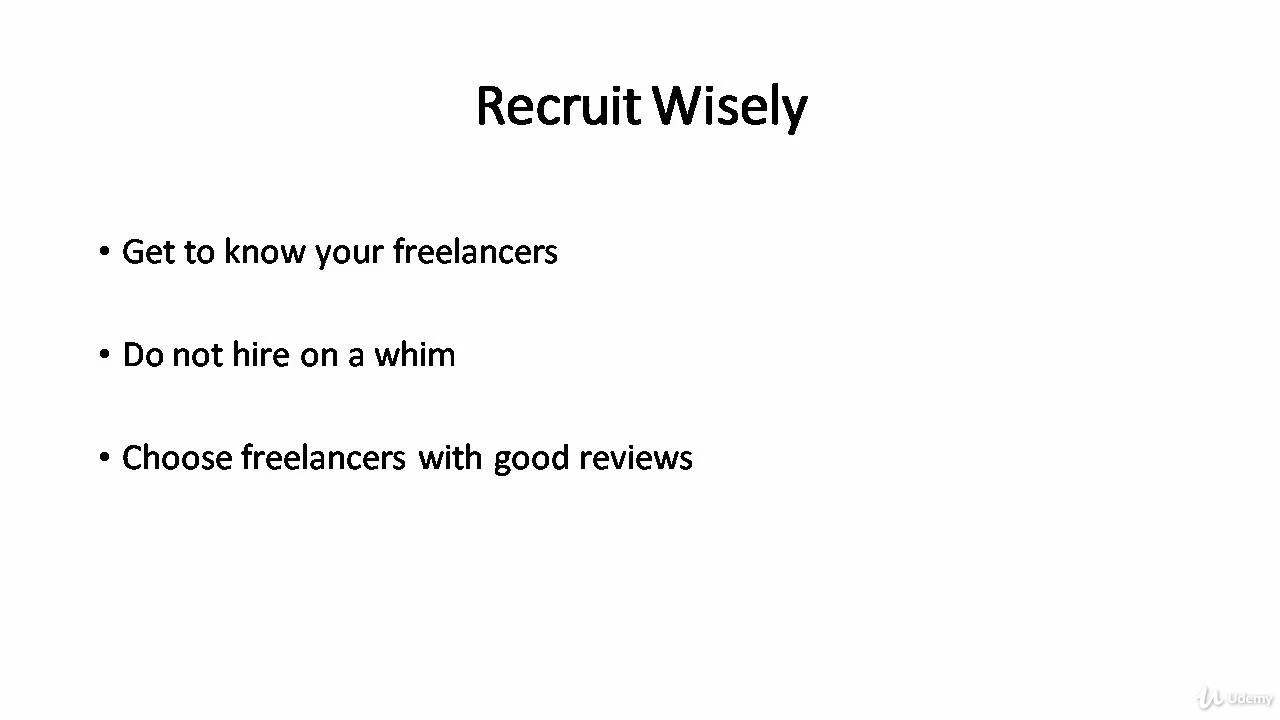 Recruit Wisely
• Get to know your freelancers
• Do not hire on a whim
• Choose freelancers with good reviews
Udemy